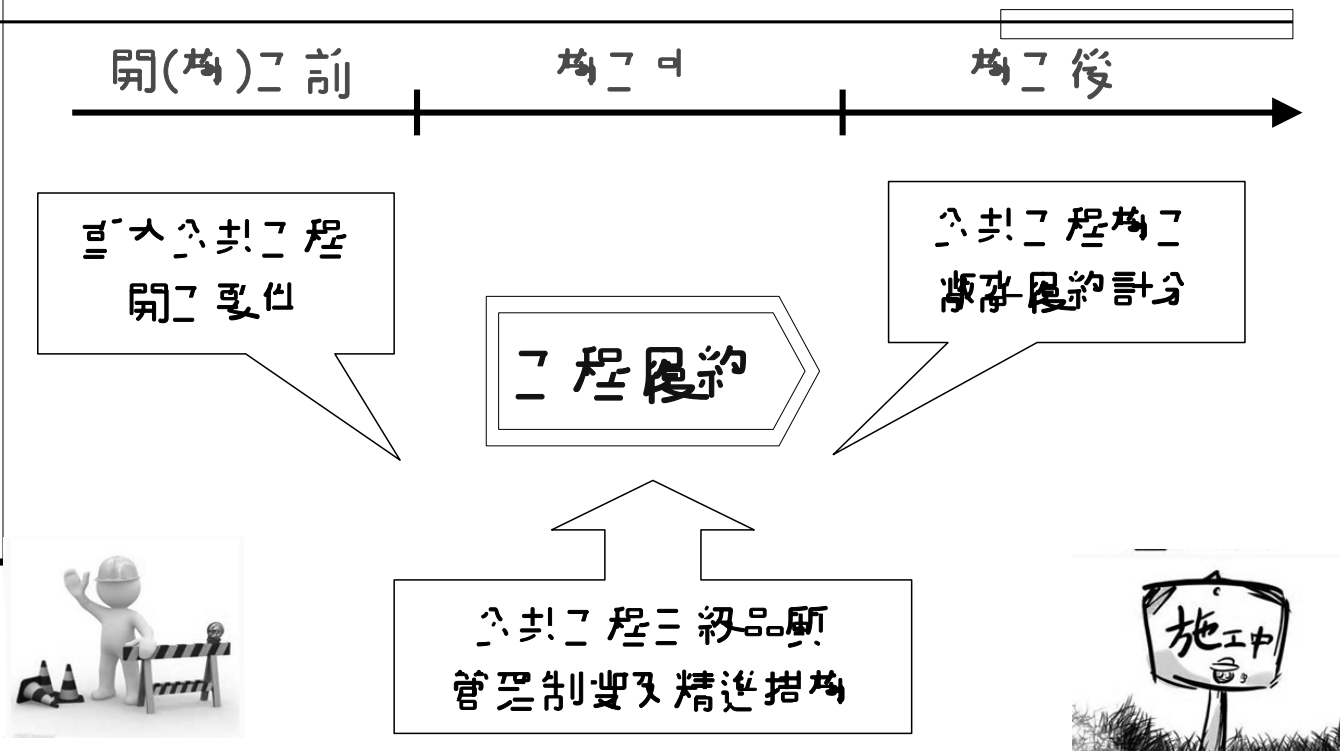 開(施)工前
施工中
施工後
重大公共工程
開工要件
公共工程施工
廠商履約計分
工程履約
公共工程三級品質
管理制度及精進措施
施工中